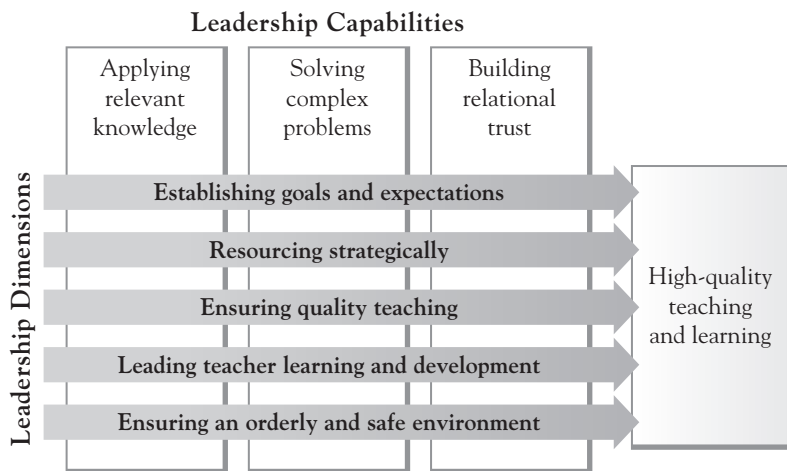 Leadership Capabilities
Applying
relevant
knowledge
Solving
complex
problems
Building
relational
trust
Leadership Dimensions
Establishing goals and expectations
Resourcing strategically
Ensuring quality teaching
Leading teacher learning and development
Ensuring an orderly and safe environment
High-quality
teaching
and learning